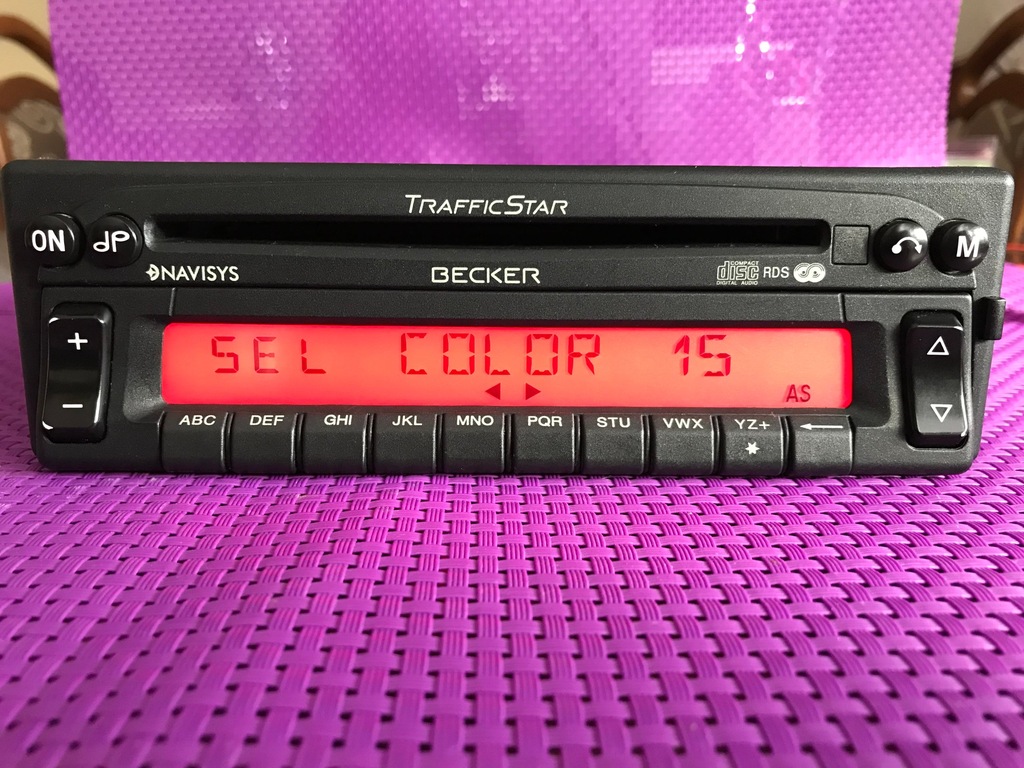 TRAFFICSTAR
ON
M
NAVISYS
BECKER
COMPACT
disc
DIGITAL AUDIO
RDS
+
−
SEL COLOR 15
◀ ▶
AS
ABC DEF GHI JKL MNO PQR STU VWX YZ+
*